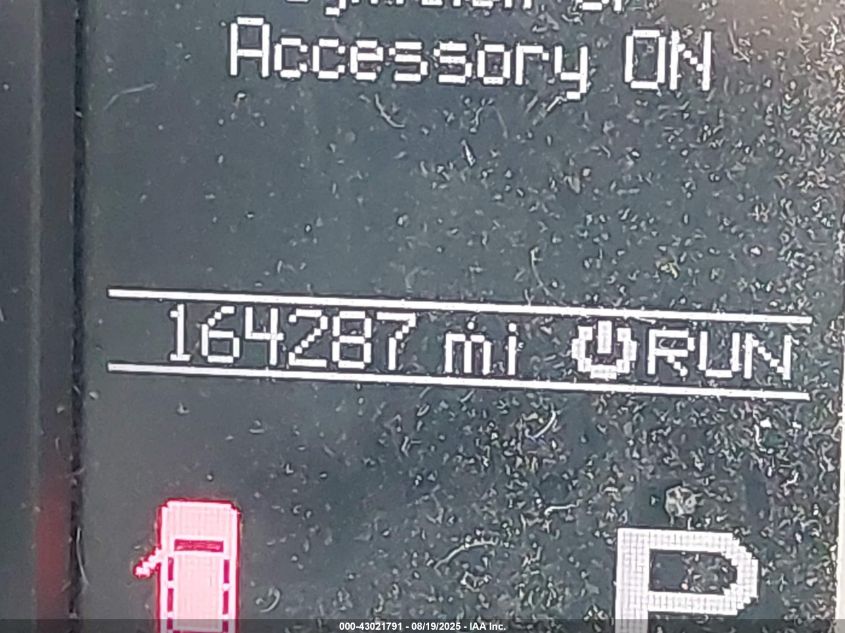 Accessory ON
164287 mi RUN
P
000-43021791 - 08/19/2025 - IAA Inc.